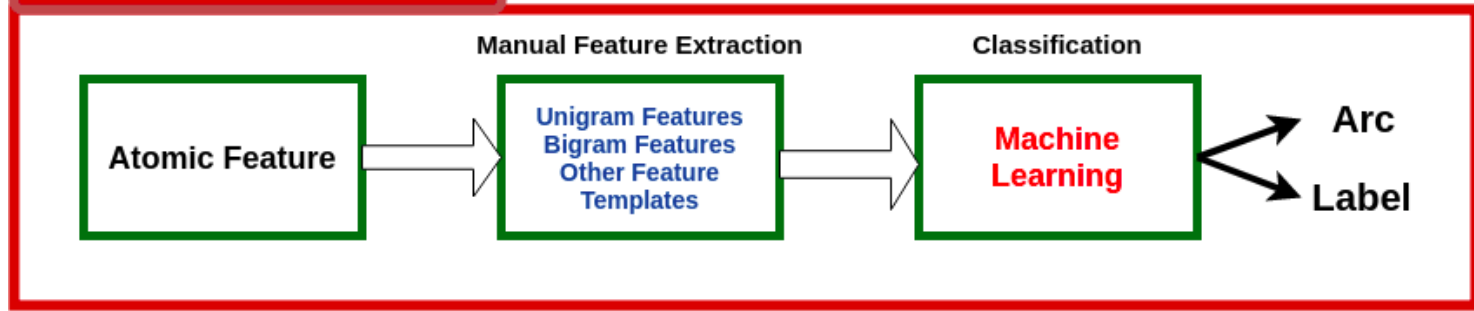 Manual Feature Extraction
Classification
Atomic Feature
Unigram Features
Bigram Features
Other Feature
Templates
Machine
Learning
Arc
Label